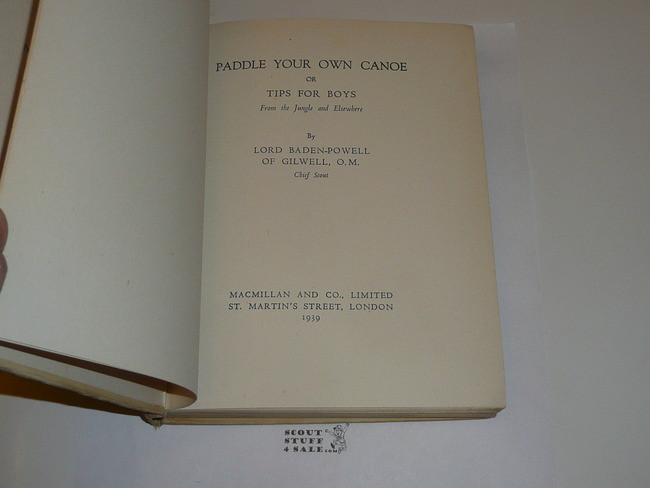 PADDLE YOUR OWN CANOE
OR
TIPS FOR BOYS
From the Jungle and Elsewhere
By
LORD BADEN-POWELL
OF GILWELL, O.M.
Chief Scout
MACMILLAN AND CO., LIMITED
ST. MARTIN'S STREET, LONDON
1939
SCOUT
STUFF
4 SALE.com